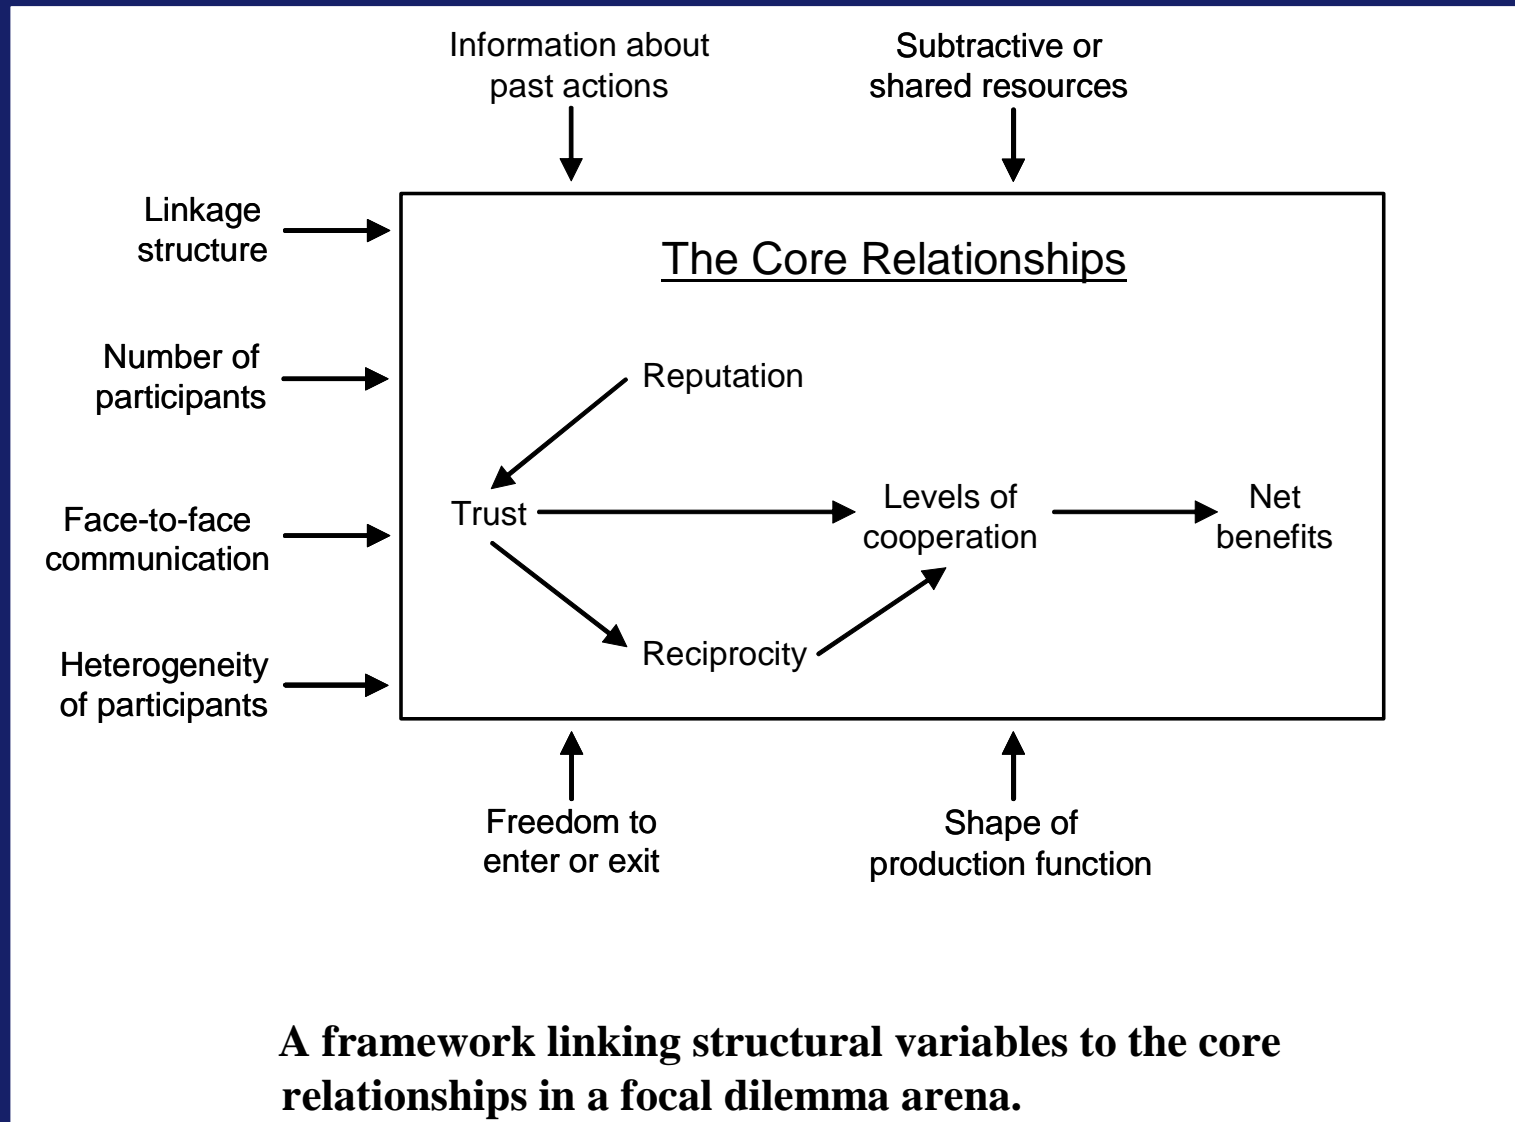 Information about
past actions
Subtractive or
shared resources
Linkage
structure
The Core Relationships
Number of
participants
Reputation
Face-to-face
communication
Trust
Levels of
cooperation
Net
benefits
Heterogeneity
of participants
Reciprocity
Freedom to
enter or exit
Shape of
production function
A framework linking structural variables to the core
relationships in a focal dilemma arena.